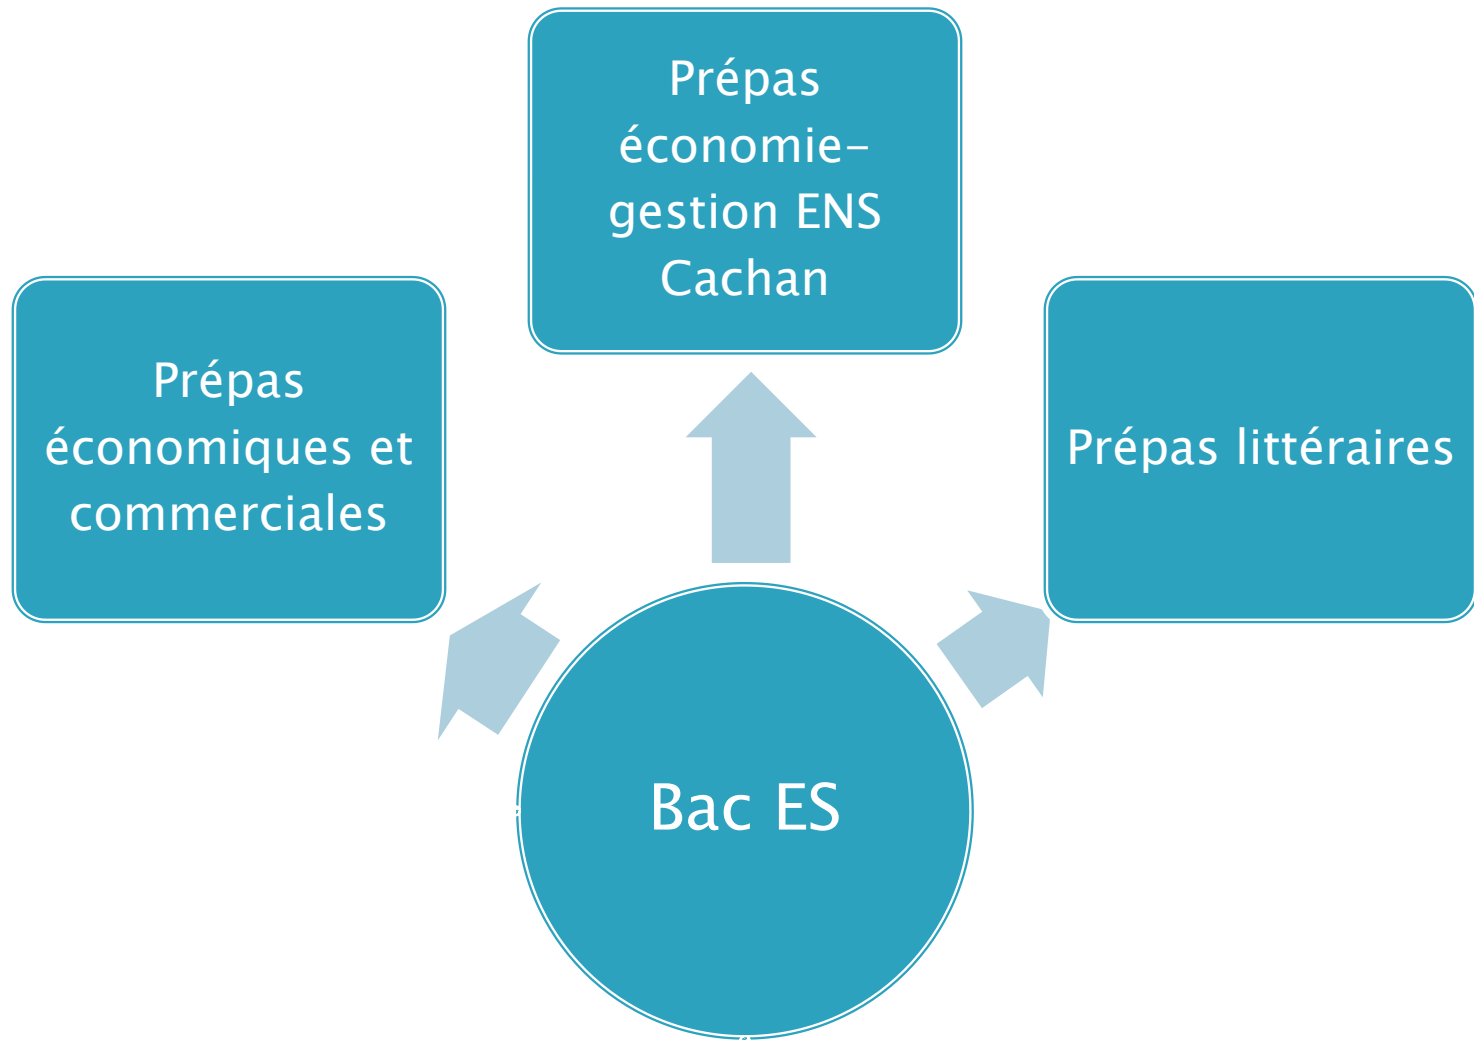 Prépas
économie-
gestion ENS
Cachan
Prépas
économiques et
commerciales
Prépas littéraires
Bac ES